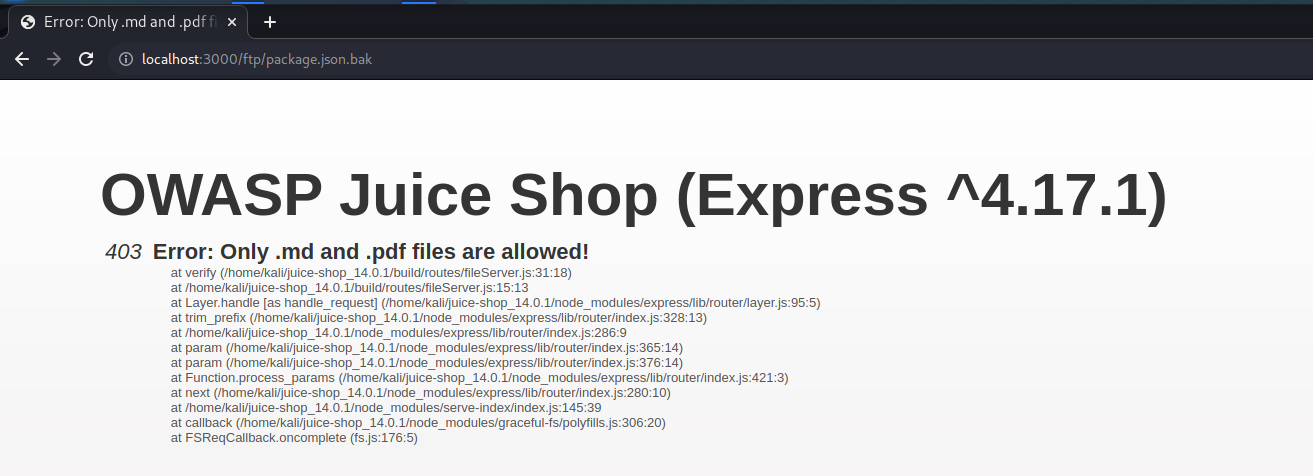 Error: Only .md and .pdf fi
localhost:3000/ftp/package.json.bak
OWASP Juice Shop (Express ^4.17.1)
403 Error: Only .md and .pdf files are allowed!
at verify (/home/kali/juice-shop_14.0.1/build/routes/fileServer.js:31:18)
at /home/kali/juice-shop_14.0.1/build/routes/fileServer.js:15:13
at Layer.handle [as handle_request] (/home/kali/juice-shop_14.0.1/node_modules/express/lib/router/layer.js:95:5)
at trim_prefix (/home/kali/juice-shop_14.0.1/node_modules/express/lib/router/index.js:328:13)
at /home/kali/juice-shop_14.0.1/node_modules/express/lib/router/index.js:286:9
at param (/home/kali/juice-shop_14.0.1/node_modules/express/lib/router/index.js:365:14)
at param (/home/kali/juice-shop_14.0.1/node_modules/express/lib/router/index.js:376:14)
at Function.process_params (/home/kali/juice-shop_14.0.1/node_modules/express/lib/router/index.js:421:3)
at next (/home/kali/juice-shop_14.0.1/node_modules/express/lib/router/index.js:280:10)
at /home/kali/juice-shop_14.0.1/node_modules/serve-index/index.js:145:39
at callback (/home/kali/juice-shop_14.0.1/node_modules/graceful-fs/polyfills.js:306:20)
at FSReqCallback.oncomplete (fs.js:176:5)